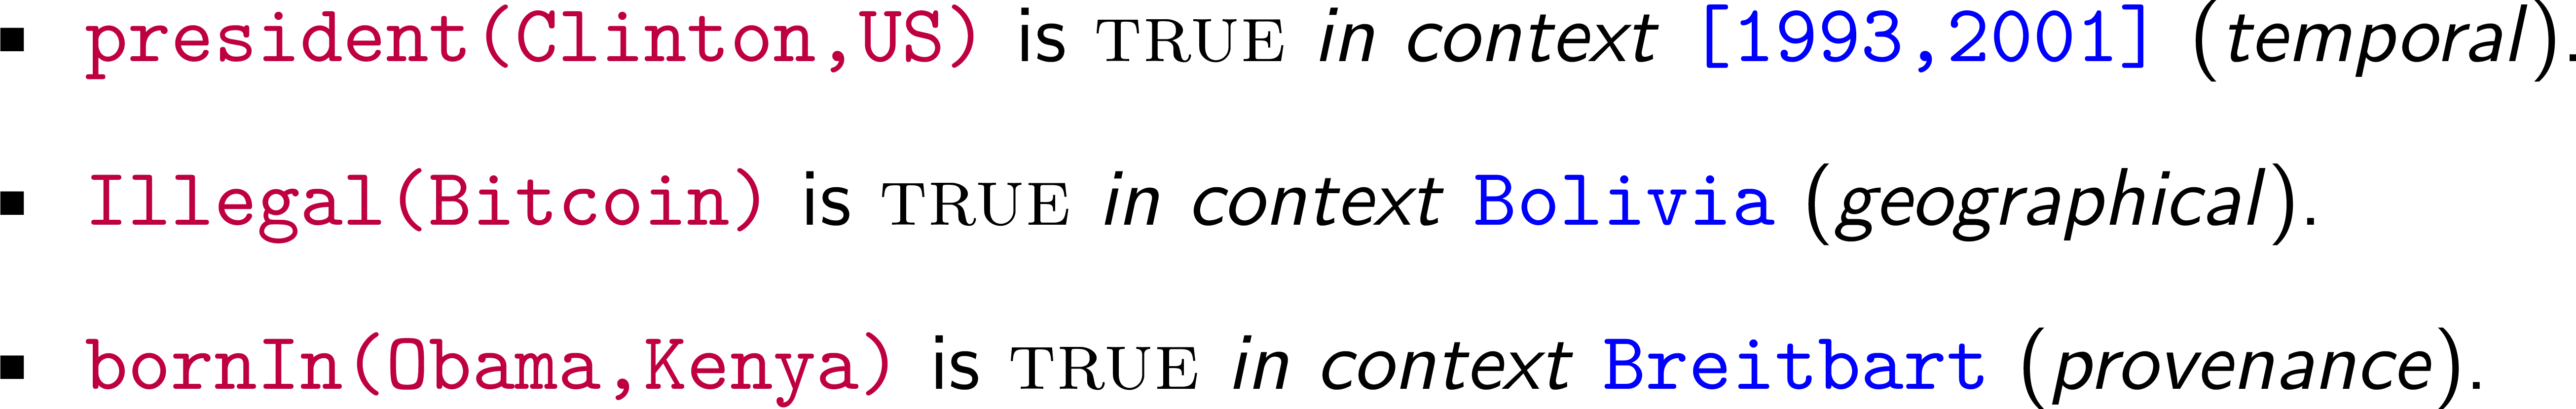 ▪ president(Clinton,US) is TRUE in context [1993,2001] (temporal).
▪ Illegal(Bitcoin) is TRUE in context Bolivia (geographical).
▪ bornIn(Obama,Kenya) is TRUE in context Breitbart (provenance).